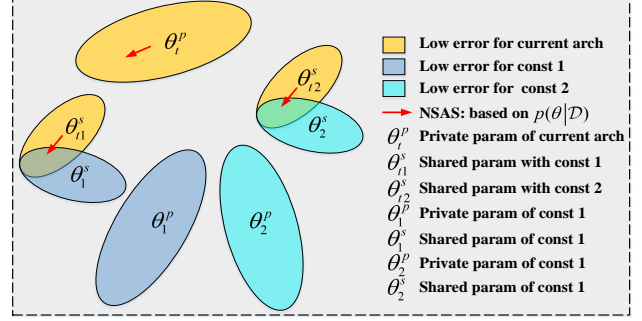 θ_t^p
θ_{t1}^s
θ_1^s
θ_{t2}^s
θ_2^s
θ_1^p
θ_2^p
Low error for current arch
Low error for const 1
Low error for const 2
NSAS: based on p(θ|𝒟)
θ_t^p Private param of current arch
θ_{t1}^s Shared param with const 1
θ_{t2}^s Shared param with const 2
θ_1^p Private param of const 1
θ_1^s Shared param of const 1
θ_2^p Private param of const 1
θ_2^s Shared param of const 1